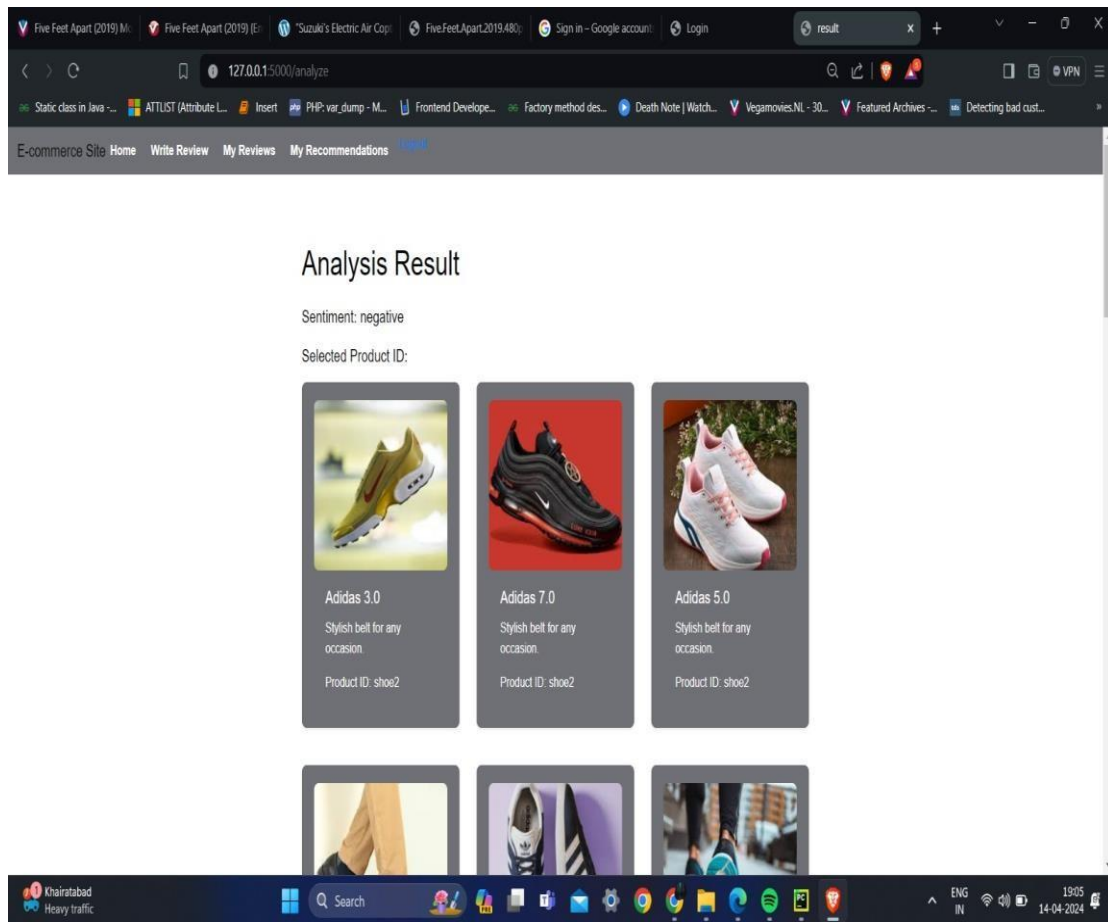 Five Feet Apart (2019) Mo
Five Feet Apart (2019) (En
"Suzuki's Electric Air Copt
Five.Feet.Apart.2019.480p
Sign in – Google accounts
Login
result
127.0.0.1:5000/analyze
VPN
Static class in Java -...
ATTLIST (Attribute L...
Insert
PHP: var_dump - M...
Frontend Develope...
Factory method des...
Death Note | Watch...
Vegamovies.NL - 30...
Featured Archives -...
Detecting bad cust...
E-commerce Site Home Write Review My Reviews My Recommendations Logout
Analysis Result
Sentiment: negative
Selected Product ID:
Adidas 3.0
Stylish belt for any
occasion.
Product ID: shoe2
Adidas 7.0
Stylish belt for any
occasion.
Product ID: shoe2
Adidas 5.0
Stylish belt for any
occasion.
Product ID: shoe2
1
Khairatabad
Heavy traffic
Search
ENG
IN
19:05
14-04-2024